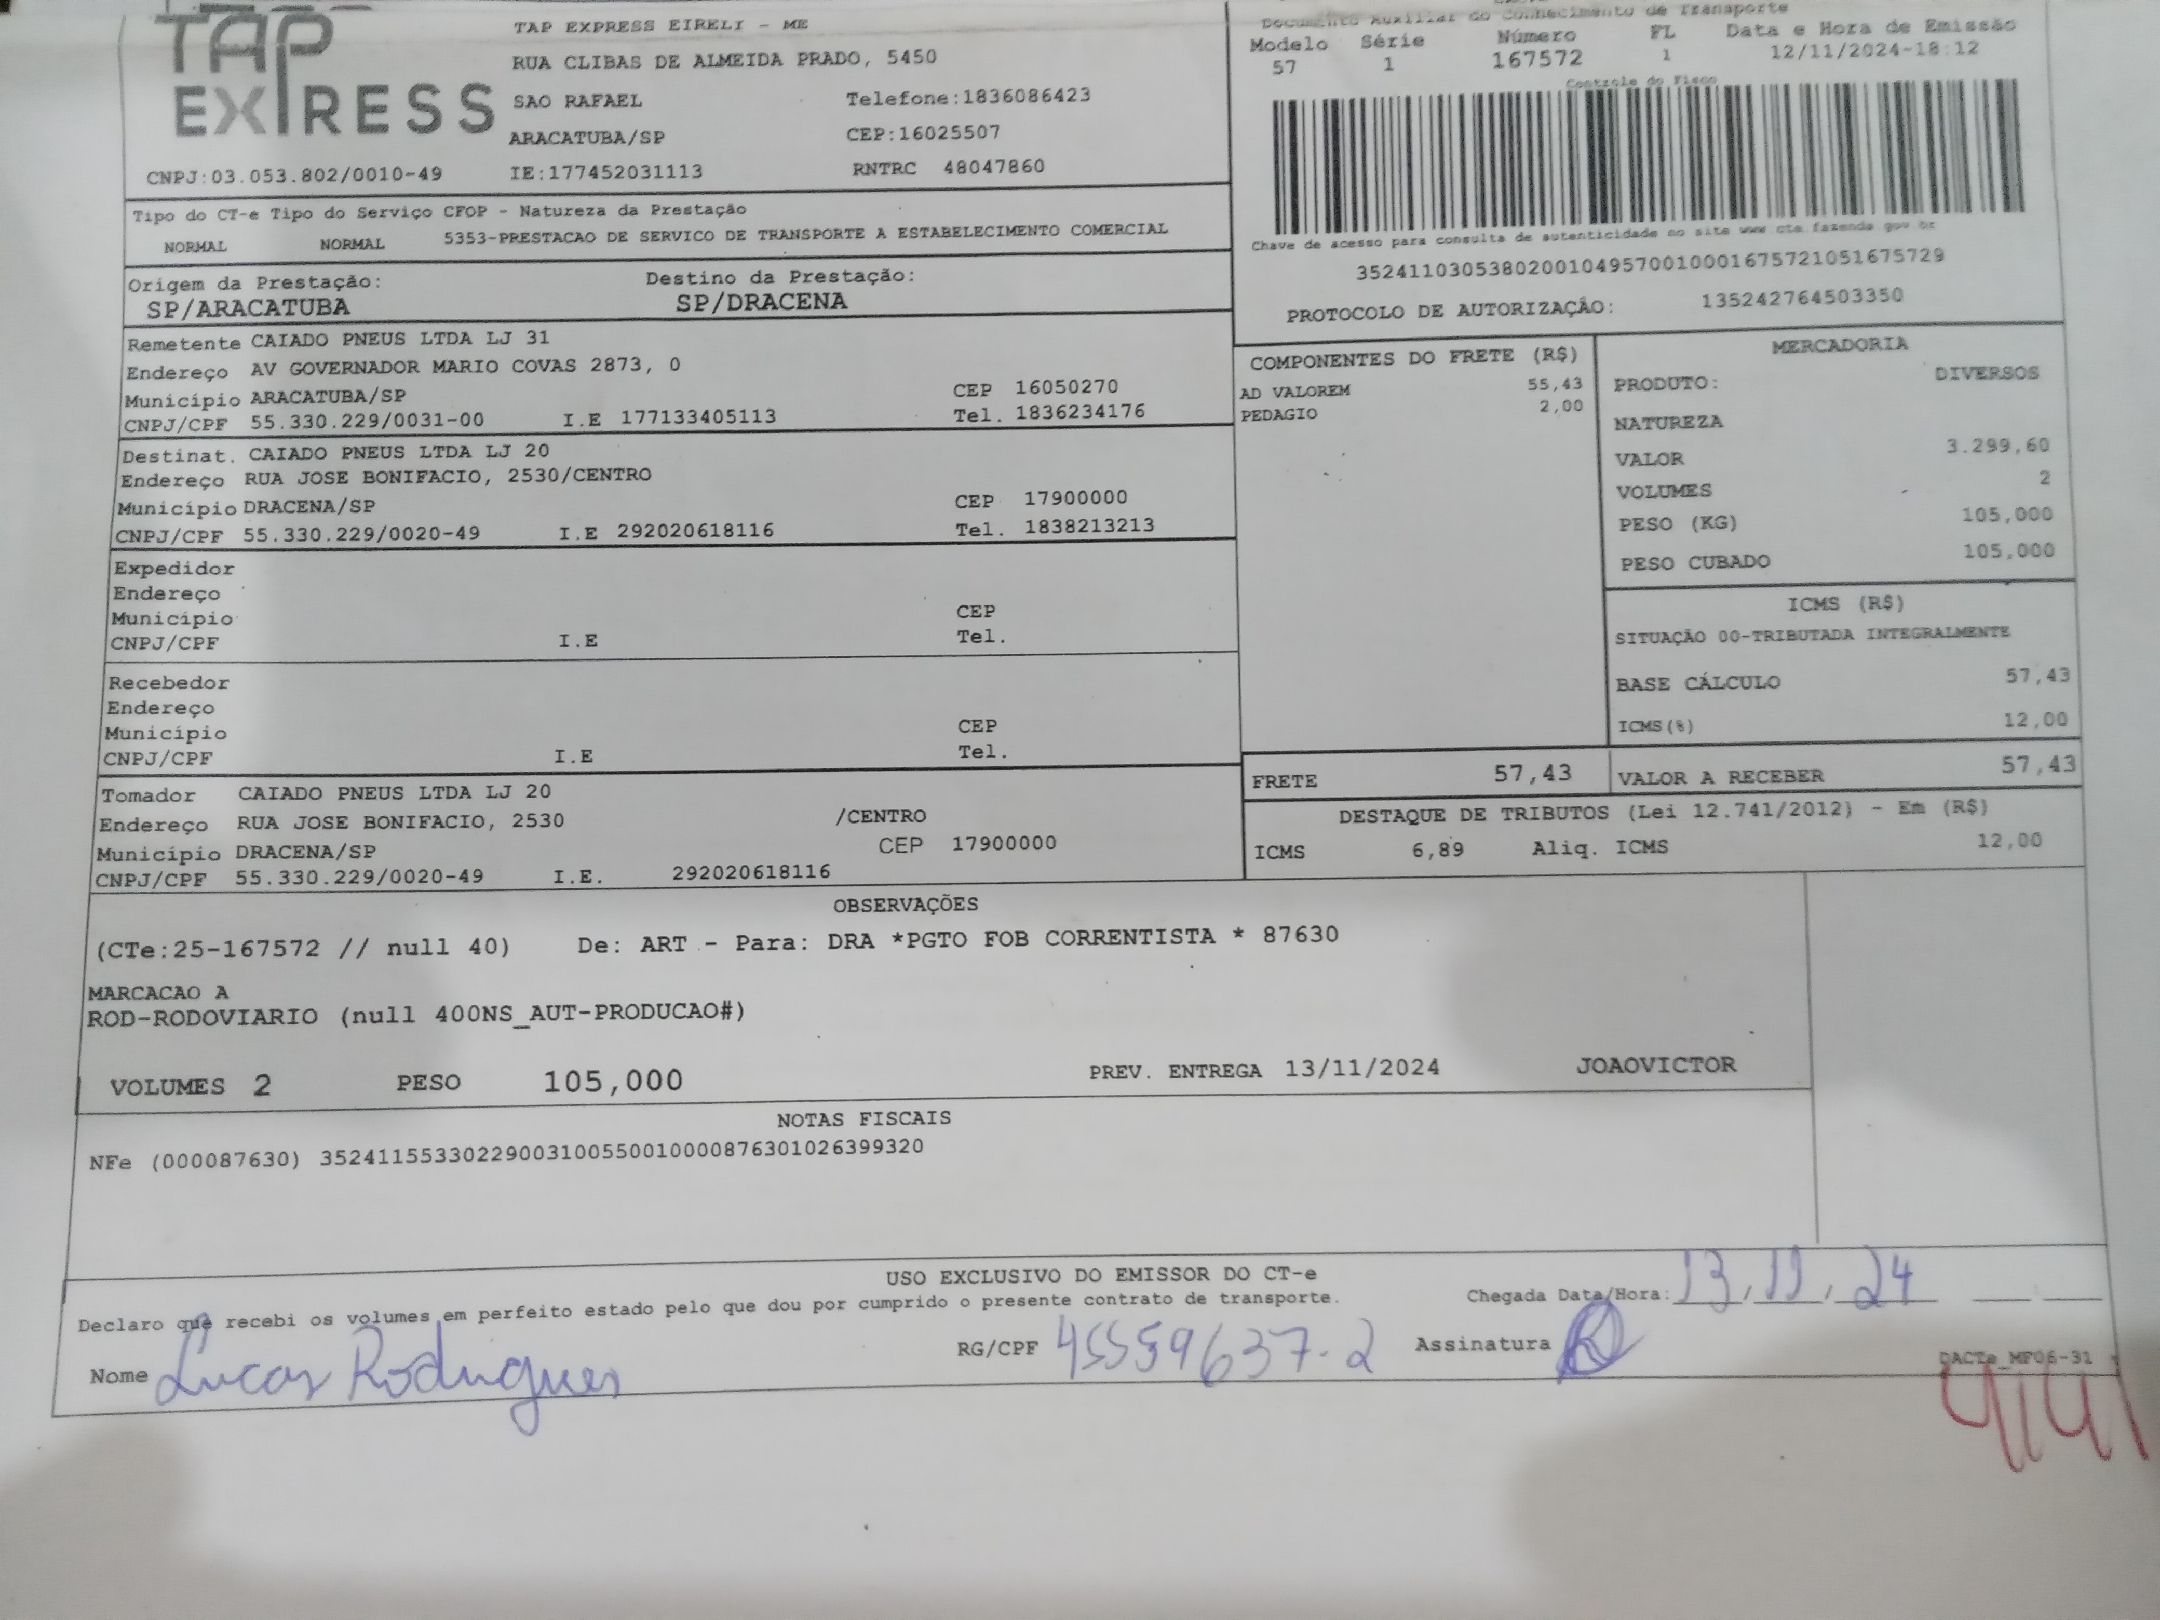 TAP EXPRESS
TAP EXPRESS EIRELI - ME
RUA CLIBAS DE ALMEIDA PRADO, 5450
SAO RAFAEL Telefone:1836086423
ARACATUBA/SP CEP:16025507
CNPJ:03.053.802/0010-49 IE:177452031113 RNTRC 48047860
Documento Auxiliar do Conhecimento de Transporte
Modelo Série Número FL Data e Hora de Emissão
57 1 167572 1 12/11/2024-18:12
Controle do Fisco
Chave de acesso para consulta de autenticidade no site www cte fazenda gov br
35241103053802001049570010001675721051675729
PROTOCOLO DE AUTORIZAÇÃO: 135242764503350
Tipo do CT-e Tipo do Serviço CFOP - Natureza da Prestação
NORMAL NORMAL 5353-PRESTACAO DE SERVICO DE TRANSPORTE A ESTABELECIMENTO COMERCIAL
Origem da Prestação: Destino da Prestação:
SP/ARACATUBA SP/DRACENA
Remetente CAIADO PNEUS LTDA LJ 31
Endereço AV GOVERNADOR MARIO COVAS 2873, 0
Município ARACATUBA/SP CEP 16050270
CNPJ/CPF 55.330.229/0031-00 I.E 177133405113 Tel. 1836234176
Destinat. CAIADO PNEUS LTDA LJ 20
Endereço RUA JOSE BONIFACIO, 2530/CENTRO
Município DRACENA/SP CEP 17900000
CNPJ/CPF 55.330.229/0020-49 I.E 292020618116 Tel. 1838213213
Expedidor
Endereço
Município CEP
CNPJ/CPF I.E Tel.
Recebedor
Endereço
Município CEP
CNPJ/CPF I.E Tel.
Tomador CAIADO PNEUS LTDA LJ 20
Endereço RUA JOSE BONIFACIO, 2530 /CENTRO
Município DRACENA/SP CEP 17900000
CNPJ/CPF 55.330.229/0020-49 I.E. 292020618116
COMPONENTES DO FRETE (R$)
AD VALOREM 55,43
PEDAGIO 2,00
MERCADORIA
PRODUTO: DIVERSOS
NATUREZA
VALOR 3.299,60
VOLUMES 2
PESO (KG) 105,000
PESO CUBADO 105,000
ICMS (R$)
SITUAÇÃO 00-TRIBUTADA INTEGRALMENTE
BASE CÁLCULO 57,43
ICMS(%) 12,00
FRETE 57,43 VALOR A RECEBER 57,43
DESTAQUE DE TRIBUTOS (Lei 12.741/2012) - Em (R$)
ICMS 6,89 Aliq. ICMS 12,00
OBSERVAÇÕES
(CTe:25-167572 // null 40) De: ART - Para: DRA *PGTO FOB CORRENTISTA * 87630
MARCACAO A
ROD-RODOVIARIO (null 400NS_AUT-PRODUCAO#)
VOLUMES 2 PESO 105,000 PREV. ENTREGA 13/11/2024 JOAOVICTOR
NOTAS FISCAIS
NFe (000087630) 35241155330229003100550010000876301026399320
USO EXCLUSIVO DO EMISSOR DO CT-e
Declaro que recebi os volumes em perfeito estado pelo que dou por cumprido o presente contrato de transporte. Chegada Data/Hora: 13/11/24
Nome Lucas Rodrigues RG/CPF 45559637-2 Assinatura
DACTe_MF06-31